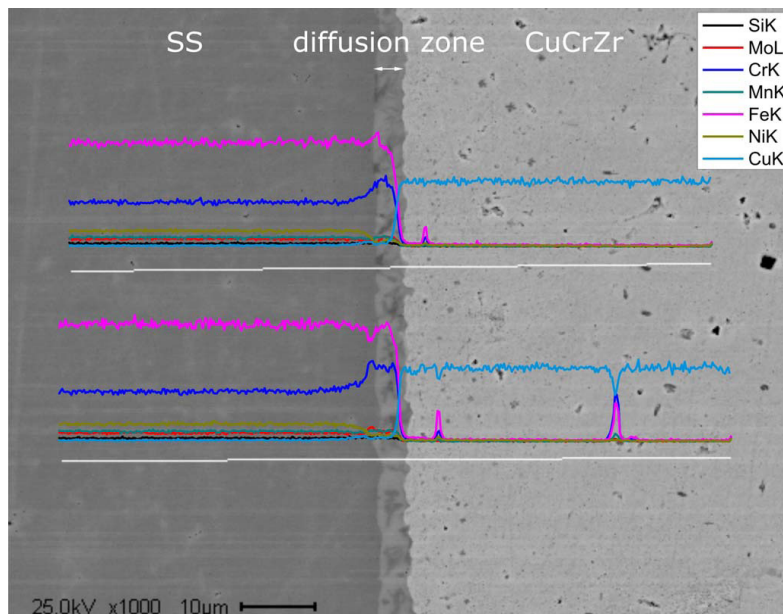 SS diffusion zone CuCrZr
SiK
MoL
CrK
MnK
FeK
NiK
CuK
25.0kV x1000 10µm